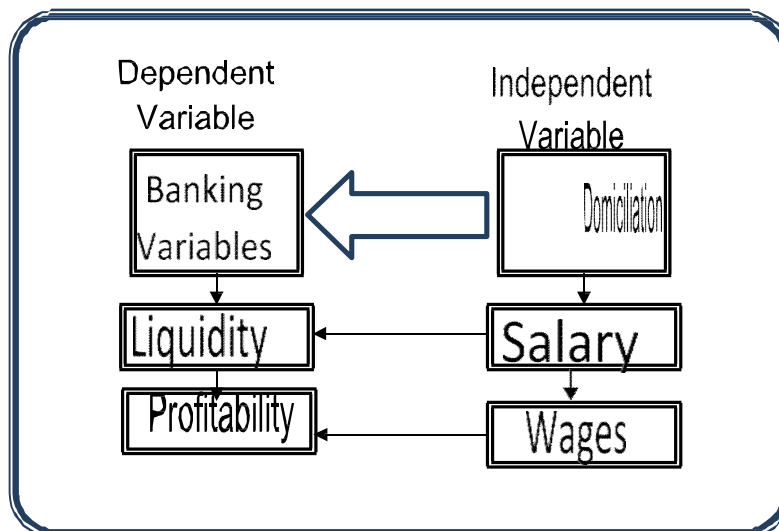 Dependent
Variable
Independent
Variable
Banking
Variables
Domiciliation
Liquidity
Salary
Profitability
Wages